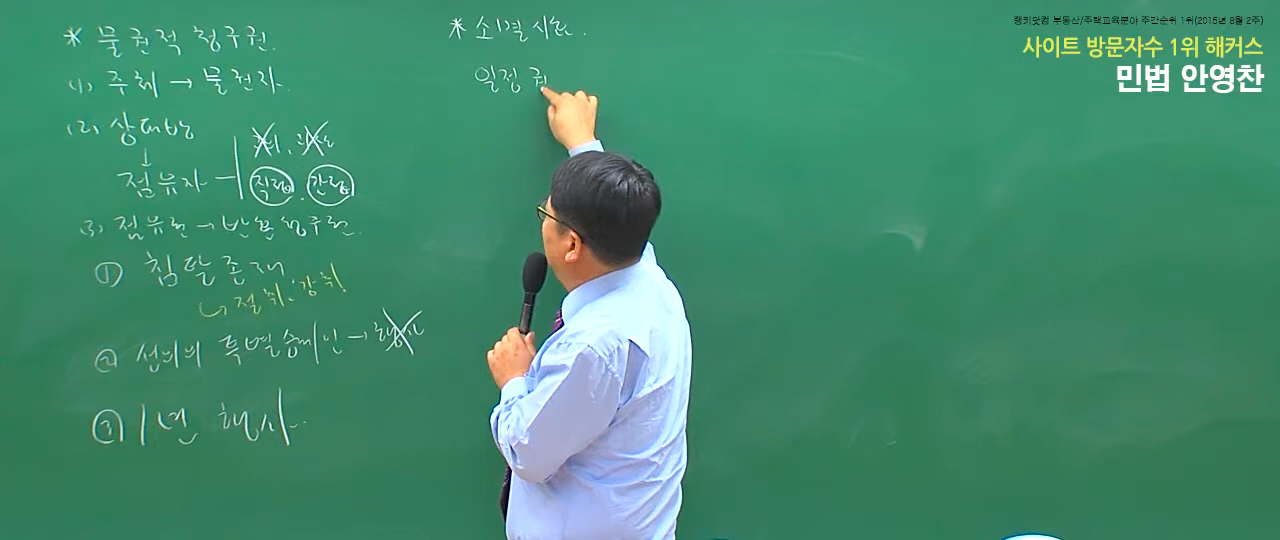 * 물권적 청구권.
(1) 주체 → 물권자.
(2) 상대방
↓
점유자
직접 간접
(3) 점유권 → 반환청구권.
① 침탈존재
↳ 절취, 강취
② 선의의 특별승계인 → 행사
③ 1년 행사.
* 소멸시효.
일정 권
랭키닷컴 부동산/주택교육분야 주간순위 1위(2015년 8월 2주)
사이트 방문자수 1위 해커스
민법 안영찬